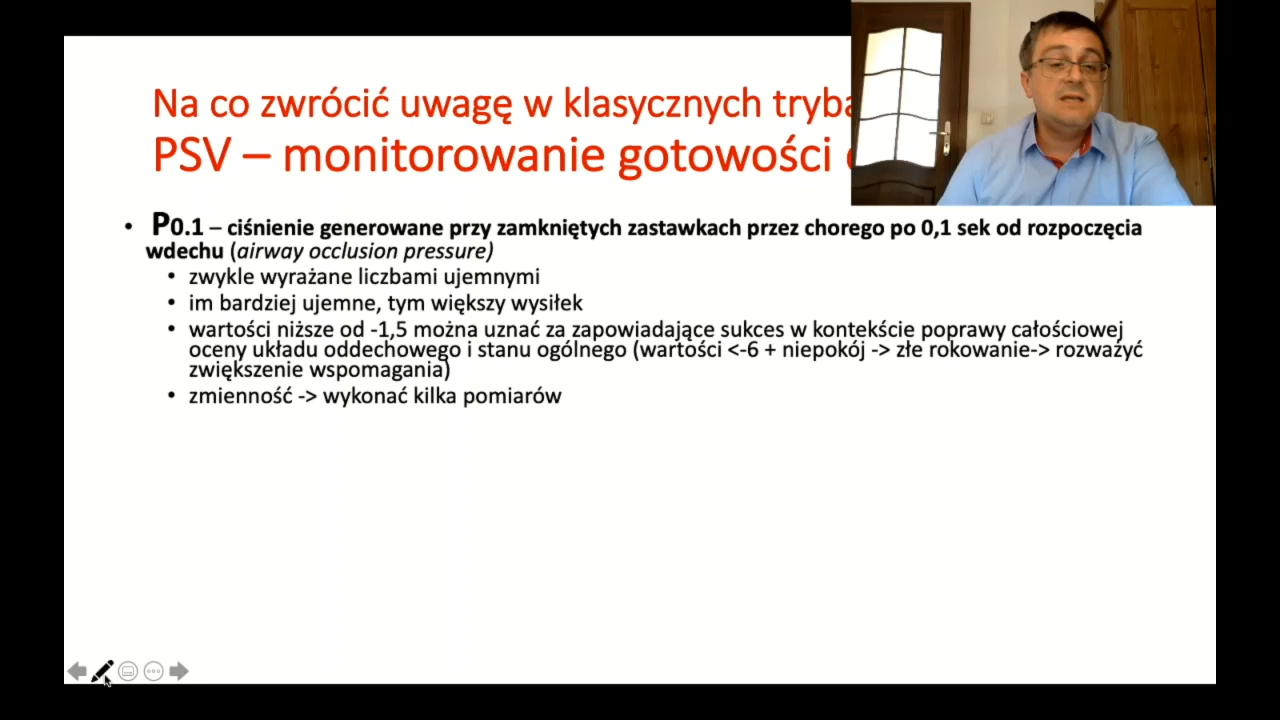 Na co zwrócić uwagę w klasycznych
PSV – monitorowanie gotowości
• P0.1 – ciśnienie generowane przy zamkniętych zastawkach przez chorego po 0,1 sek od rozpoczęcia
wdechu (airway occlusion pressure)
• zwykle wyrażane liczbami ujemnymi
• im bardziej ujemne, tym większy wysiłek
• wartości niższe od -1,5 można uznać za zapowiadające sukces w kontekście poprawy całościowej
oceny układu oddechowego i stanu ogólnego (wartości <-6 + niepokój -> złe rokowanie-> rozważyć
zwiększenie wspomagania)
• zmienność -> wykonać kilka pomiarów